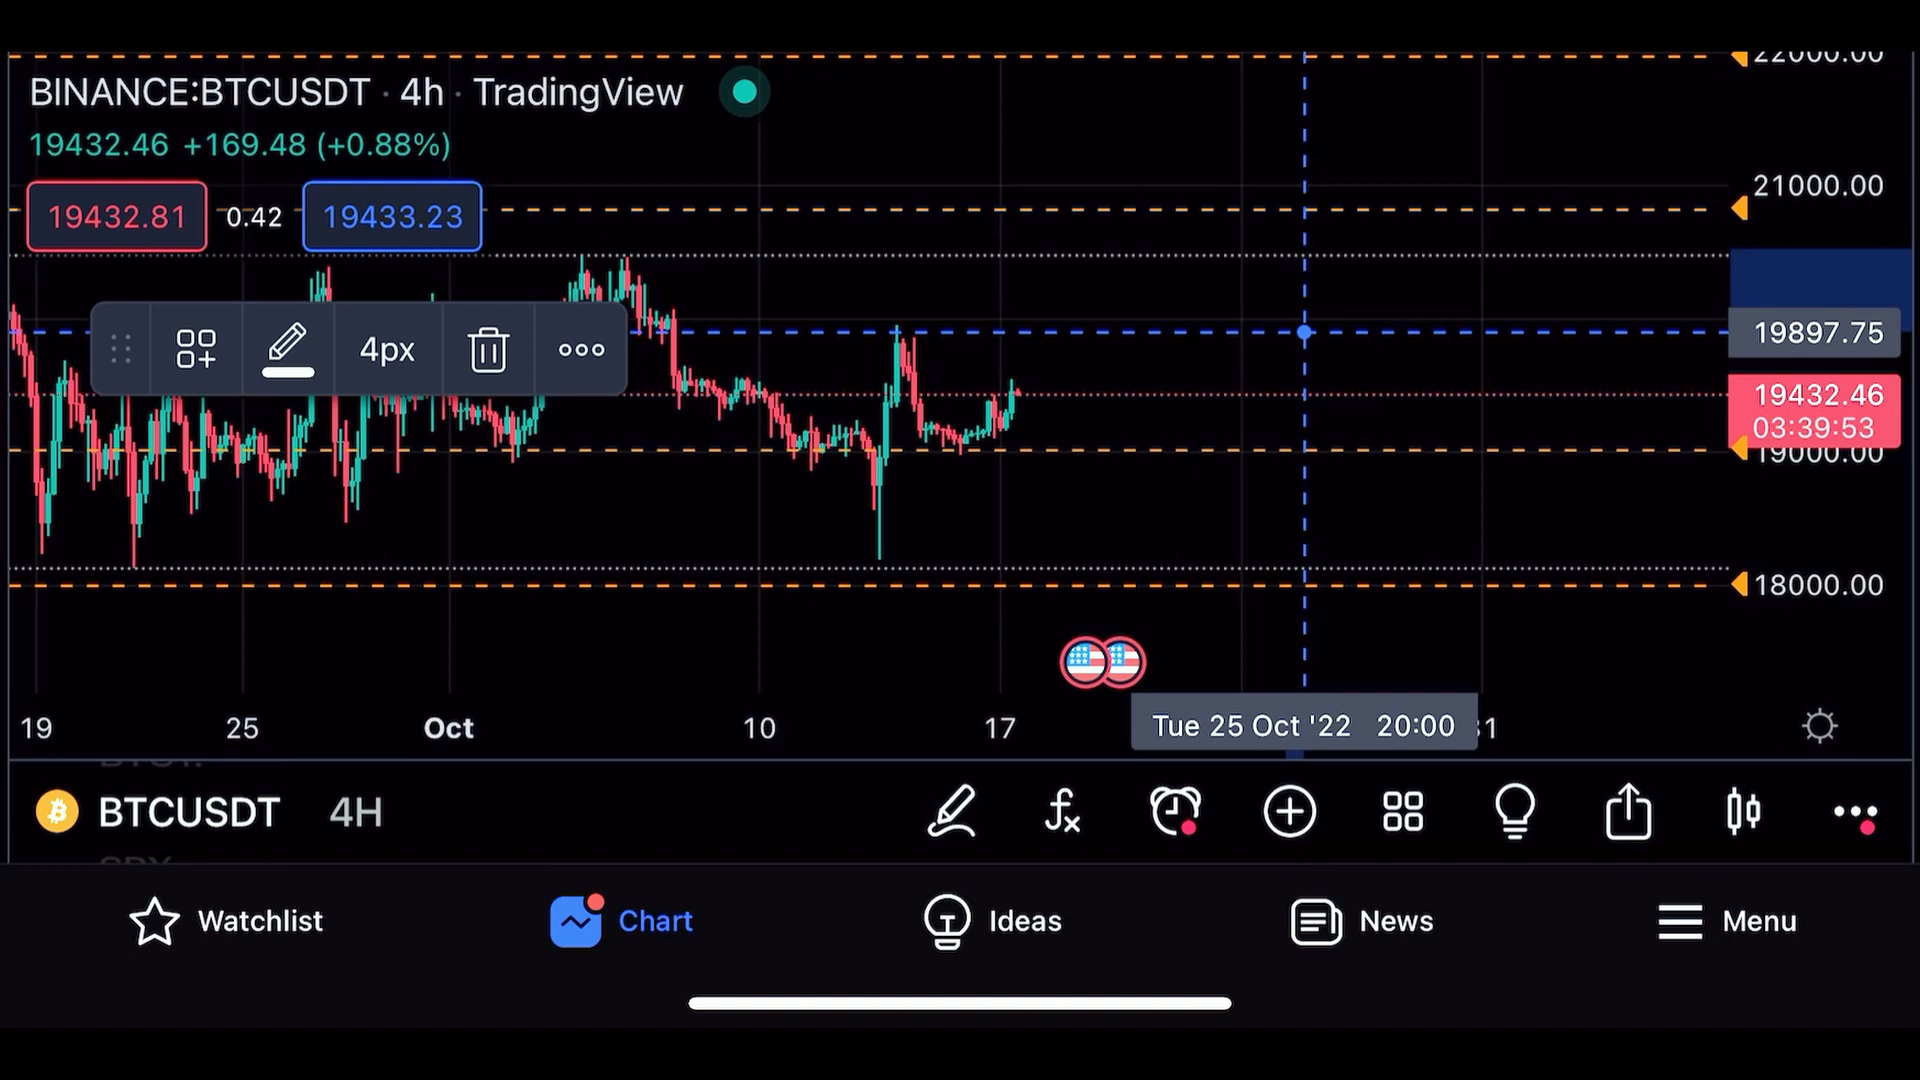 22000.00
BINANCE:BTCUSDT · 4h · TradingView
19432.46 +169.48 (+0.88%)
21000.00
19432.81 0.42 19433.23
19897.75
4px
19432.46
03:39:53
19000.00
18000.00
19 25 Oct 10 17 Tue 25 Oct '22 20:00 31
BTCUSDT 4H
Watchlist Chart Ideas News Menu